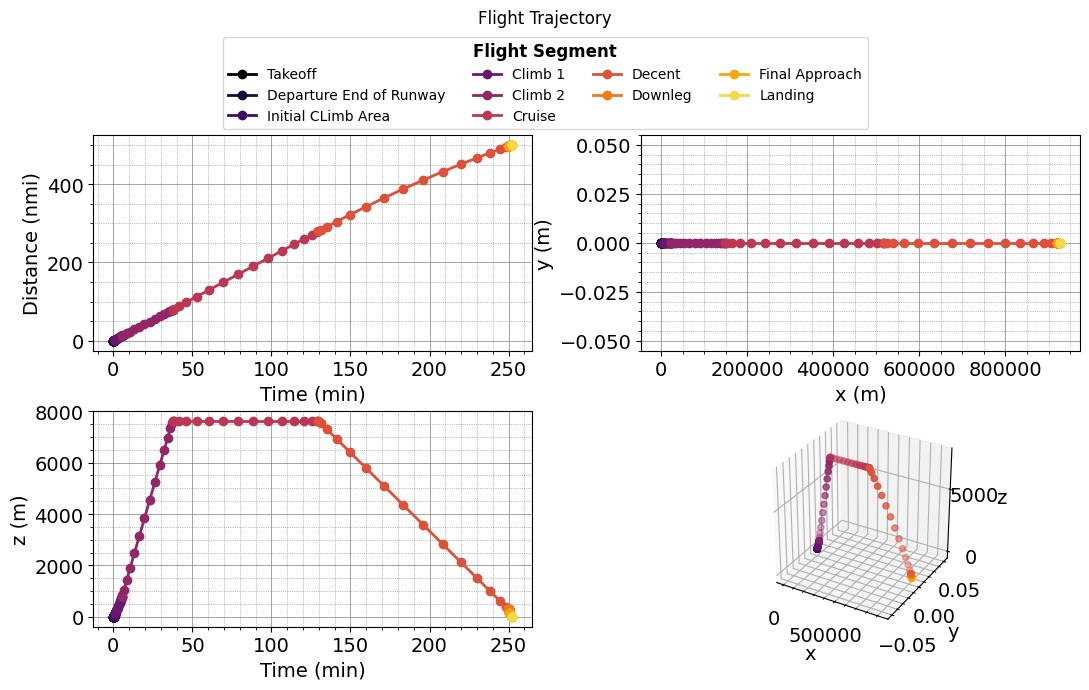 Flight Trajectory
Flight Segment
Takeoff
Departure End of Runway
Initial CLimb Area
Climb 1
Climb 2
Cruise
Decent
Downleg
Final Approach
Landing
Distance (nmi)
400
200
0
0 50 100 150 200 250
Time (min)
y (m)
0.050
0.025
0.000
−0.025
−0.050
0 200000 400000 600000 800000
x (m)
z (m)
8000
6000
4000
2000
0
0 50 100 150 200 250
Time (min)
5000
0
z
0.05
0.00
−0.05
y
0
500000
x